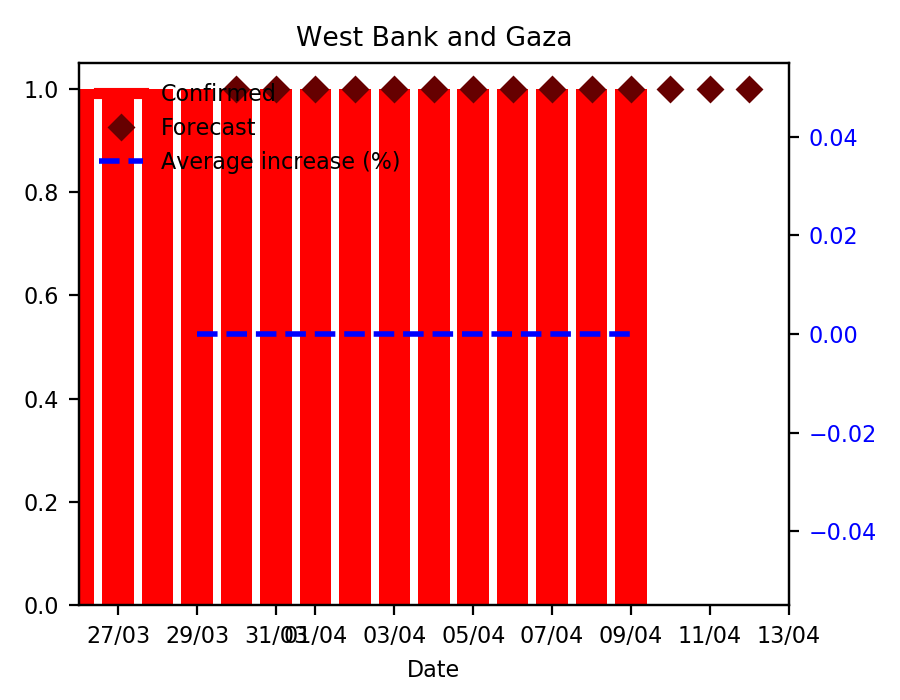 West Bank and Gaza
1.0
0.8
0.6
0.4
0.2
0.0
Confirmed
Forecast
Average increase (%)
0.04
0.02
0.00
−0.02
−0.04
27/03 29/03 31/03 01/04 03/04 05/04 07/04 09/04 11/04 13/04
Date